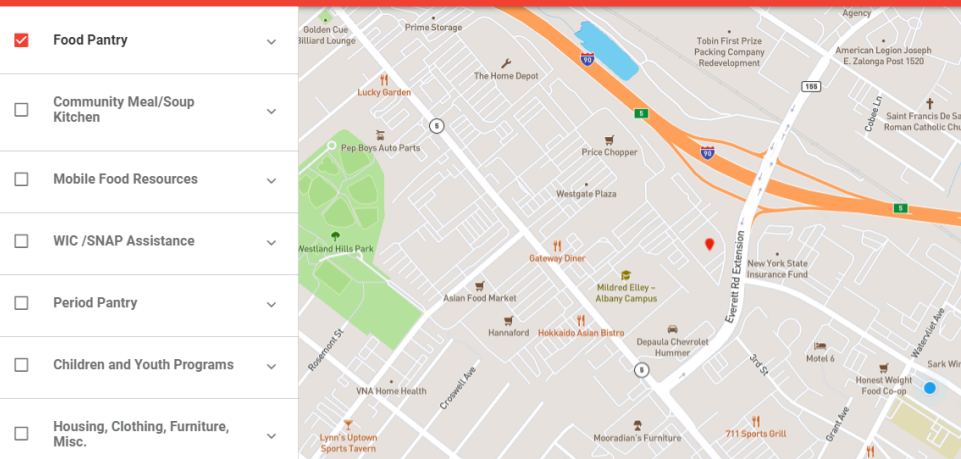 Food Pantry
Community Meal/Soup
Kitchen
Mobile Food Resources
WIC /SNAP Assistance
Period Pantry
Children and Youth Programs
Housing, Clothing, Furniture,
Misc.
Golden Cue
Billiard Lounge
Prime Storage
Agency
Tobin First Prize
Packing Company
Redevelopment
American Legion Joseph
E. Zalonga Post 1520
90
The Home Depot
Lucky Garden
155
Cobee Ln
5
5
Saint Francis De Sa
Roman Catholic Chu
Pep Boys Auto Parts
Price Chopper
90
Westgate Plaza
5
Westland Hills Park
Gateway Diner
Everett Rd Extension
New York State
Insurance Fund
Mildred Elley –
Albany Campus
Asian Food Market
Hannaford
Hokkaido Asian Bistro
Depaula Chevrolet
Hummer
Rosemont St
Watervliet Ave
Motel 6
3rd St
5
Sark Wi
Honest Weight
Food Co-op
VNA Home Health
Croswell Ave
Grant Ave
Lynn's Uptown
Sports Tavern
Mooradian's Furniture
711 Sports Grill